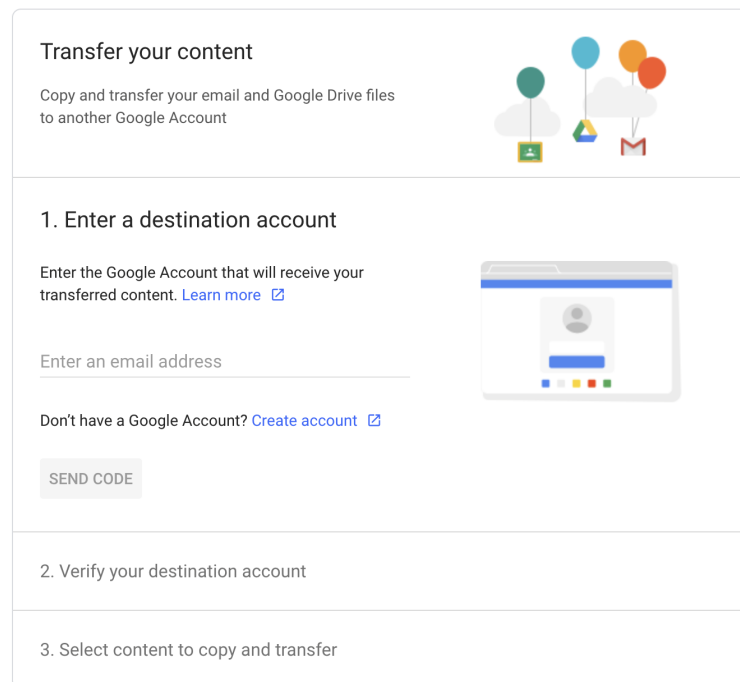 Transfer your content
Copy and transfer your email and Google Drive files
to another Google Account
1. Enter a destination account
Enter the Google Account that will receive your
transferred content. Learn more
Enter an email address
Don’t have a Google Account? Create account
SEND CODE
2. Verify your destination account
3. Select content to copy and transfer